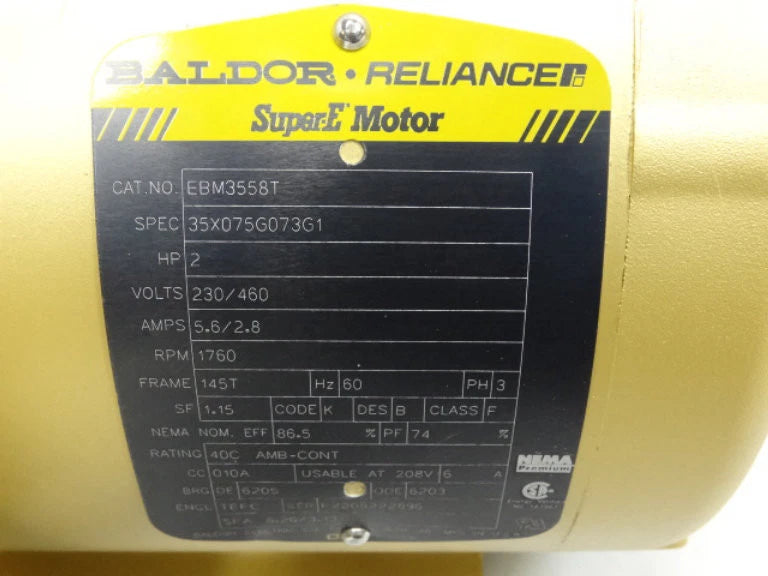 BALDOR · RELIANCE
Super-E Motor
CAT.NO. EBM3558T
SPEC 35X075G073G1
HP 2
VOLTS 230/460
AMPS 5.6/2.8
RPM 1760
FRAME 145T Hz 60 PH 3
SF 1.15 CODE K DES B CLASS F
NEMA NOM. EFF 86.5 % PF 74 %
RATING 40C AMB-CONT
NEMA
Premium
CC 010A USABLE AT 208V 6 A
BRG DE 6205 ODE 6203
ENCL TEFC SER